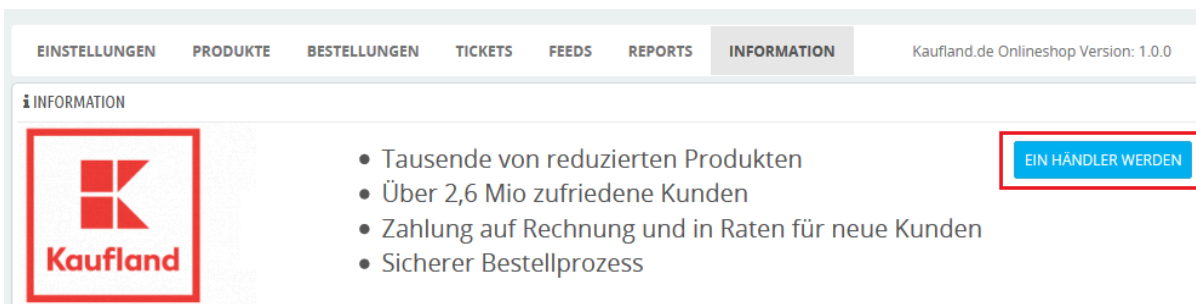 EINSTELLUNGEN PRODUKTE BESTELLUNGEN TICKETS FEEDS REPORTS INFORMATION Kaufland.de Onlineshop Version: 1.0.0
i INFORMATION
Kaufland
• Tausende von reduzierten Produkten
• Über 2,6 Mio zufriedene Kunden
• Zahlung auf Rechnung und in Raten für neue Kunden
• Sicherer Bestellprozess
EIN HÄNDLER WERDEN